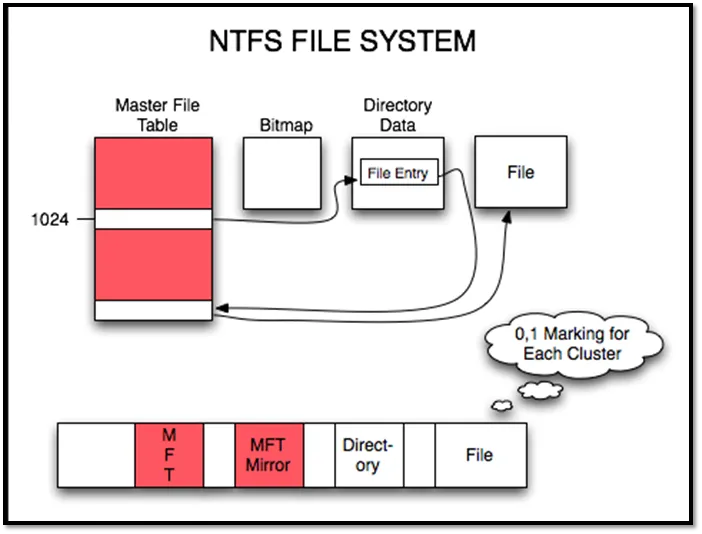 NTFS FILE SYSTEM
Master File
Table
Bitmap
Directory
Data
File Entry
File
1024
0,1 Marking for
Each Cluster
M
F
T
MFT
Mirror
Direct-
ory
File